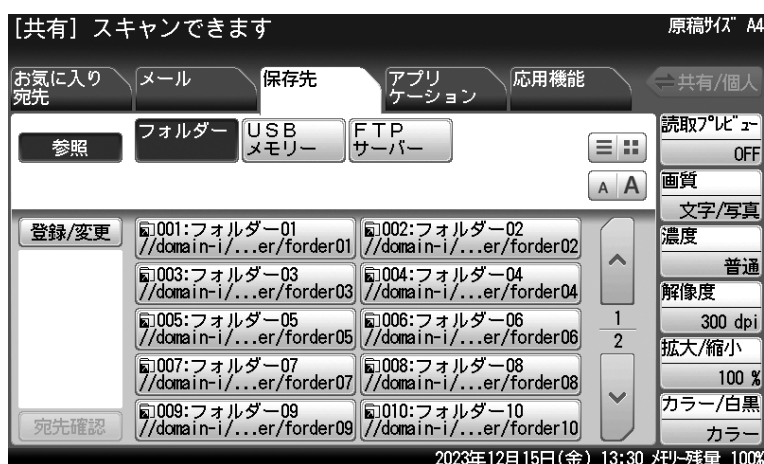 [共有] スキャンできます
原稿ｻｲｽﾞ A4
お気に入り
宛先
メール
保存先
アプリ
ケーション
応用機能
共有/個人
参照
フォルダー
USB
メモリー
FTP
サーバー
A A
読取ﾌﾟﾚﾋﾞｭｰ
OFF
画質
文字/写真
濃度
普通
解像度
300 dpi
拡大/縮小
100 %
カラー/白黒
カラー
登録/変更
001:フォルダー01
//domain-i/...er/forder01
002:フォルダー02
//domain-i/...er/forder02
003:フォルダー03
//domain-i/...er/forder03
004:フォルダー04
//domain-i/...er/forder04
005:フォルダー05
//domain-i/...er/forder05
006:フォルダー06
//domain-i/...er/forder06
007:フォルダー07
//domain-i/...er/forder07
008:フォルダー08
//domain-i/...er/forder08
009:フォルダー09
//domain-i/...er/forder09
010:フォルダー10
//domain-i/...er/forder10
1
2
宛先確認
2023年12月15日(金) 13:30 ﾒﾓﾘｰ残量 100%